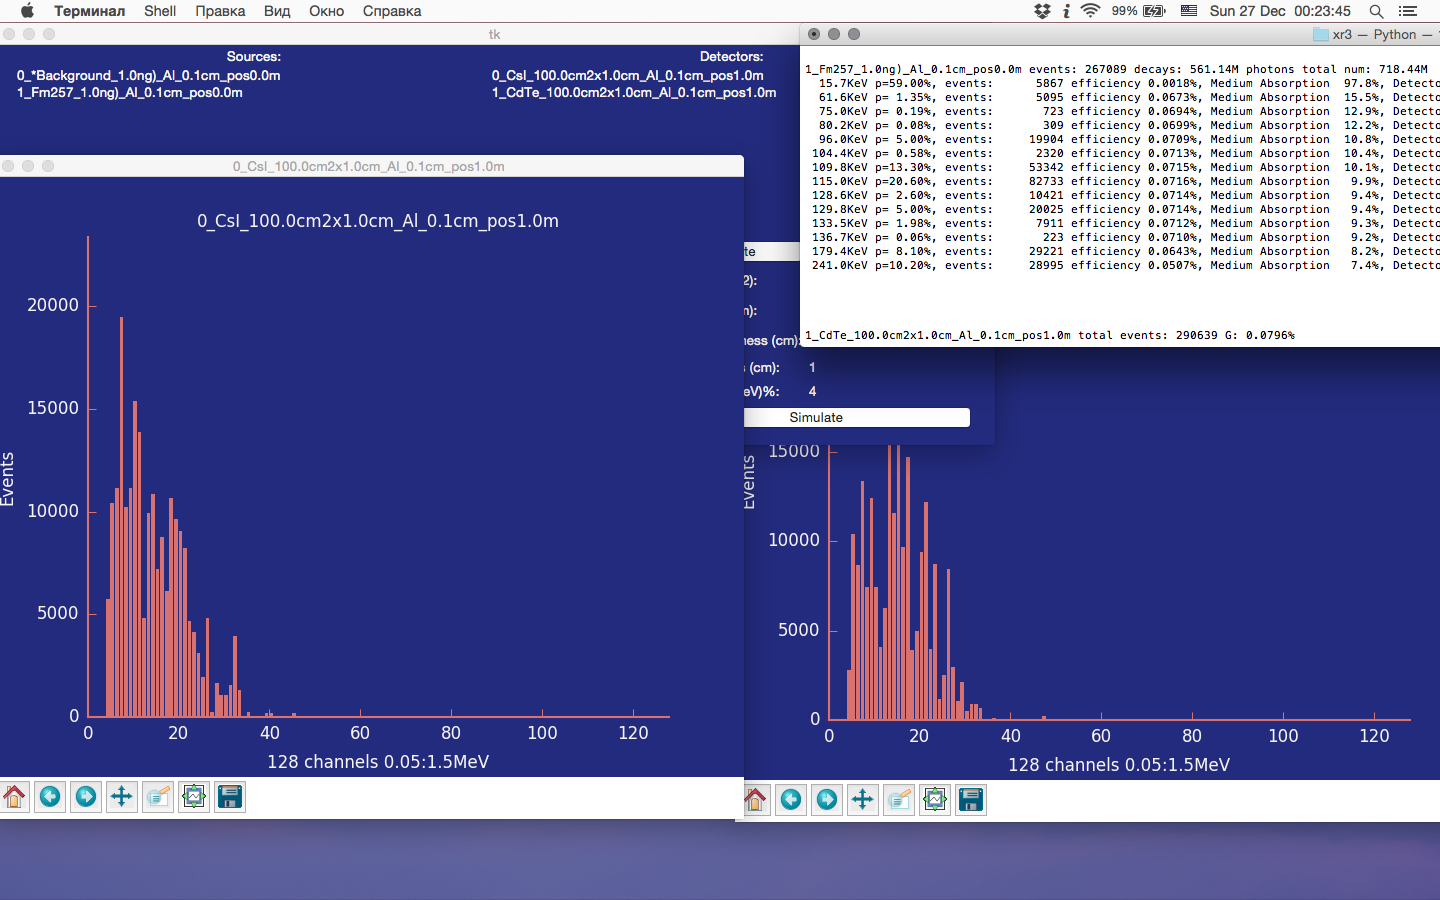 Терминал Shell Правка Вид Окно Справка 99% Sun 27 Dec 00:23:45
tk
Sources: Detectors:
0_*Background_1.0ng)_Al_0.1cm_pos0.0m 0_CsI_100.0cm2x1.0cm_Al_0.1cm_pos1.0m
1_Fm257_1.0ng)_Al_0.1cm_pos0.0m 1_CdTe_100.0cm2x1.0cm_Al_0.1cm_pos1.0m
xr3 — Python —
1_Fm257_1.0ng)_Al_0.1cm_pos0.0m events: 267089 decays: 561.14M photons total num: 718.44M
15.7KeV p=59.00%, events: 5867 efficiency 0.0018%, Medium Absorption 97.8%, Detecto
61.6KeV p= 1.35%, events: 5095 efficiency 0.0673%, Medium Absorption 15.5%, Detecto
75.0KeV p= 0.19%, events: 723 efficiency 0.0694%, Medium Absorption 12.9%, Detecto
80.2KeV p= 0.08%, events: 309 efficiency 0.0699%, Medium Absorption 12.2%, Detecto
96.0KeV p= 5.00%, events: 19904 efficiency 0.0709%, Medium Absorption 10.8%, Detecto
104.4KeV p= 0.58%, events: 2320 efficiency 0.0713%, Medium Absorption 10.4%, Detecto
109.8KeV p=13.30%, events: 53342 efficiency 0.0715%, Medium Absorption 10.1%, Detecto
115.0KeV p=20.60%, events: 82733 efficiency 0.0716%, Medium Absorption 9.9%, Detecto
128.6KeV p= 2.60%, events: 10421 efficiency 0.0714%, Medium Absorption 9.4%, Detecto
129.8KeV p= 5.00%, events: 20025 efficiency 0.0714%, Medium Absorption 9.4%, Detecto
133.5KeV p= 1.98%, events: 7911 efficiency 0.0712%, Medium Absorption 9.3%, Detecto
136.7KeV p= 0.06%, events: 223 efficiency 0.0710%, Medium Absorption 9.2%, Detecto
179.4KeV p= 8.10%, events: 29221 efficiency 0.0643%, Medium Absorption 8.2%, Detecto
241.0KeV p=10.20%, events: 28995 efficiency 0.0507%, Medium Absorption 7.4%, Detecto
1_CdTe_100.0cm2x1.0cm_Al_0.1cm_pos1.0m total events: 290639 G: 0.0796%
te
2):
n):
ness (cm):
s (cm): 1
eV)%: 4
Simulate
0_CsI_100.0cm2x1.0cm_Al_0.1cm_pos1.0m
0_CsI_100.0cm2x1.0cm_Al_0.1cm_pos1.0m
20000
15000
10000
5000
0
Events
0 20 40 60 80 100 120
128 channels 0.05:1.5MeV
15000
10000
5000
0
Events
0 20 40 60 80 100 120
128 channels 0.05:1.5MeV